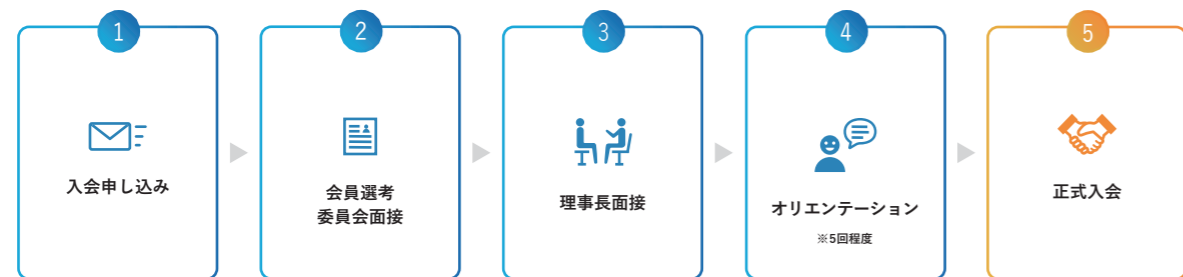 1
入会申し込み
2
会員選考
委員会面接
3
理事長面接
4
オリエンテーション
※5回程度
5
正式入会